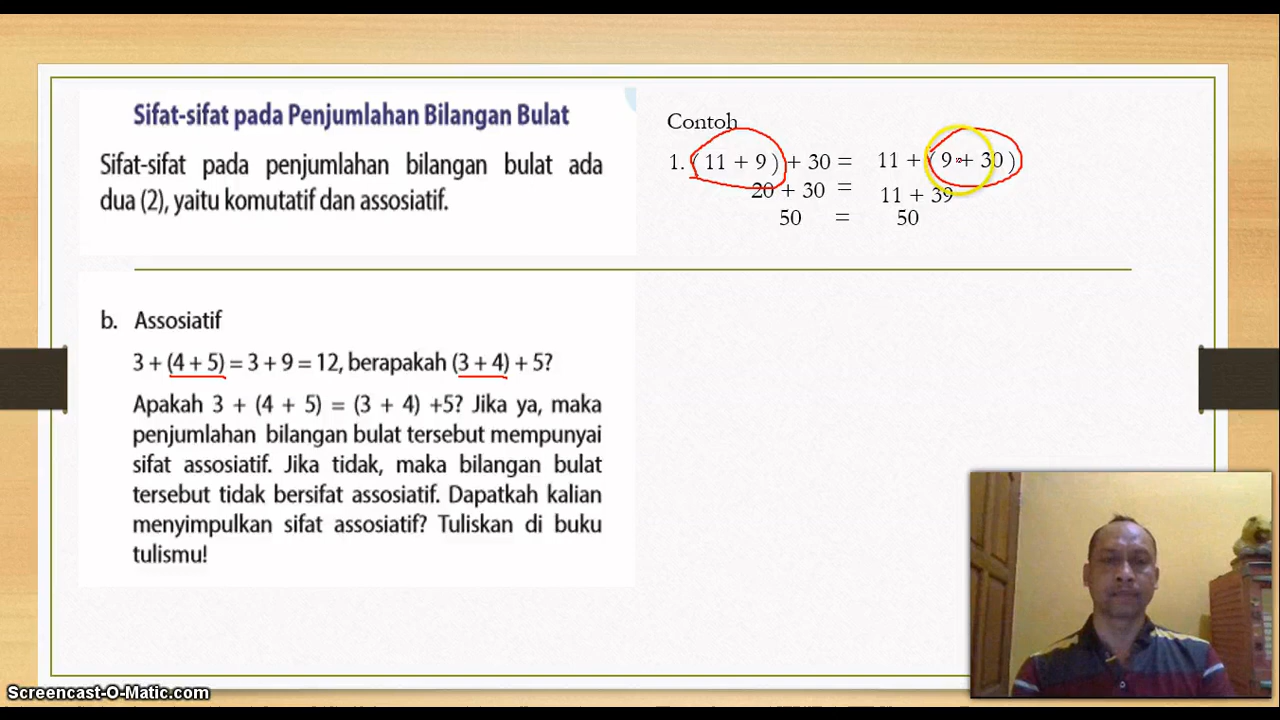 Sifat-sifat pada Penjumlahan Bilangan Bulat
Sifat-sifat pada penjumlahan bilangan bulat ada
dua (2), yaitu komutatif dan assosiatif.
Contoh
1. ( 11 + 9 ) + 30 = 11 + ( 9 + 30 )
20 + 30 = 11 + 39
50 = 50
b. Assosiatif
3 + (4 + 5) = 3 + 9 = 12, berapakah (3 + 4) + 5?
Apakah 3 + (4 + 5) = (3 + 4) +5? Jika ya, maka
penjumlahan bilangan bulat tersebut mempunyai
sifat assosiatif. Jika tidak, maka bilangan bulat
tersebut tidak bersifat assosiatif. Dapatkah kalian
menyimpulkan sifat assosiatif? Tuliskan di buku
tulismu!
Screencast-O-Matic.com